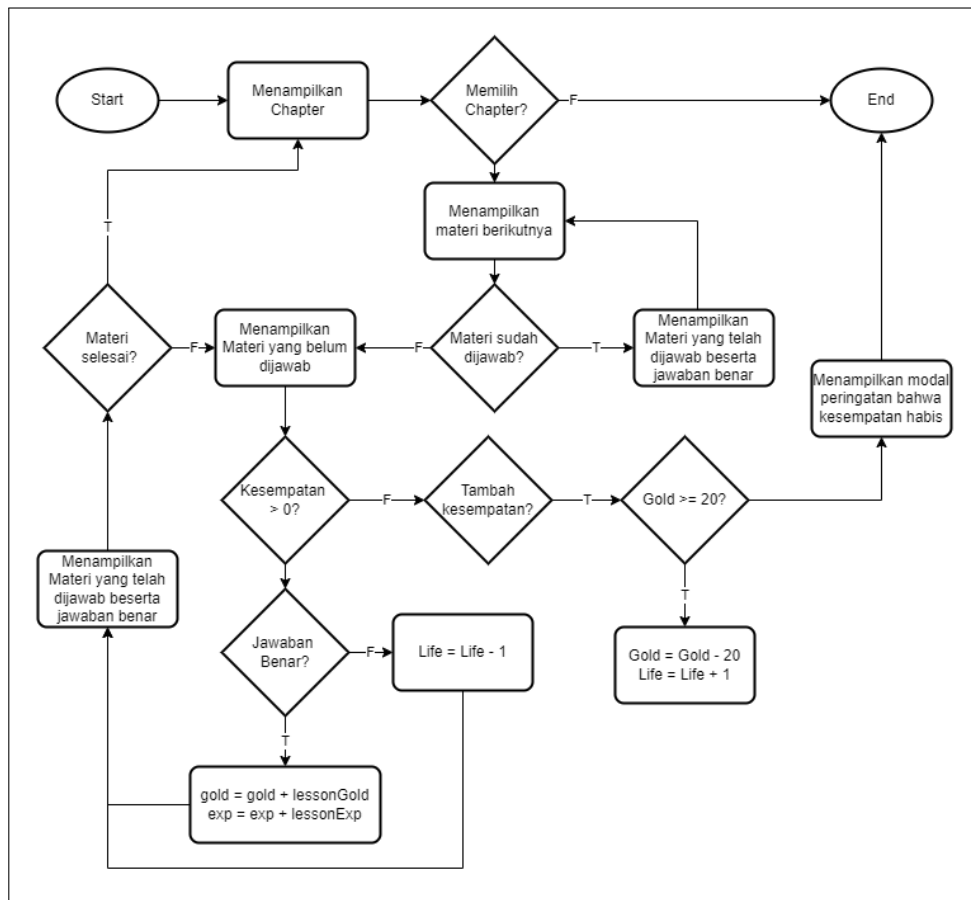 Start
Menampilkan
Chapter
Memilih
Chapter?
F
End
Menampilkan
materi berikutnya
T
Materi
selesai?
F
Menampilkan
Materi yang belum
dijawab
F
Materi sudah
dijawab?
T
Menampilkan
Materi yang telah
dijawab beserta
jawaban benar
Menampilkan modal
peringatan bahwa
kesempatan habis
Kesempatan
> 0?
F
Tambah
kesempatan?
T
Gold >= 20?
Menampilkan
Materi yang telah
dijawab beserta
jawaban benar
T
Jawaban
Benar?
F
Life = Life - 1
Gold = Gold - 20
Life = Life + 1
T
gold = gold + lessonGold
exp = exp + lessonExp